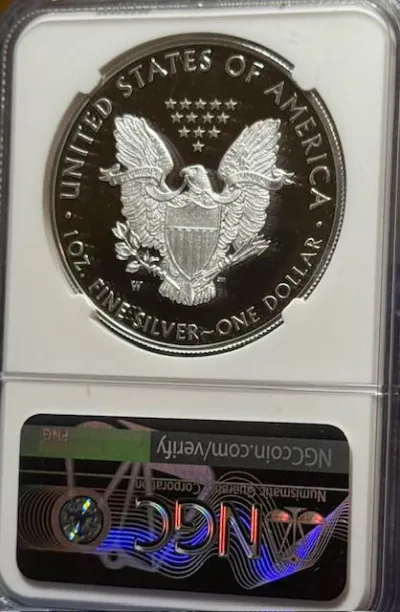 UNITED STATES OF AMERICA
W
1 OZ. FINE SILVER~ONE DOLLAR
NGCcoin.com/verify
PNG
Numismatic Guaranty
Corporation
NGC